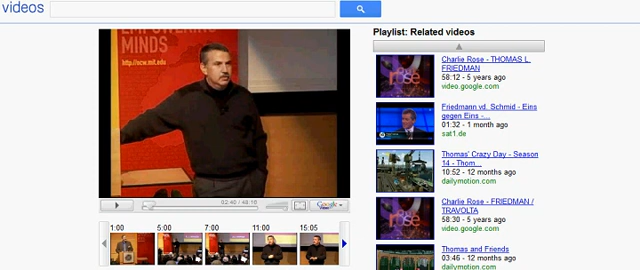 videos
EMPOWERING
MINDS
http://ocw.mit.edu
02:40 / 48:18
Google
1:00
5:00
7:00
11:00
15:05
Playlist: Related videos
Charlie Rose - THOMAS L.
FRIEDMAN
58:12 - 5 years ago
video.google.com
Friedmann vd. Schmid - Eins
gegen Eins -...
01:32 - 1 month ago
sat1.de
Thomas' Crazy Day - Season
14 - Thom...
10:52 - 12 months ago
dailymotion.com
Charlie Rose - FRIEDMAN /
TRAVOLTA
58:30 - 5 years ago
video.google.com
Thomas and Friends
03:46 - 12 months ago
dailymotion.com